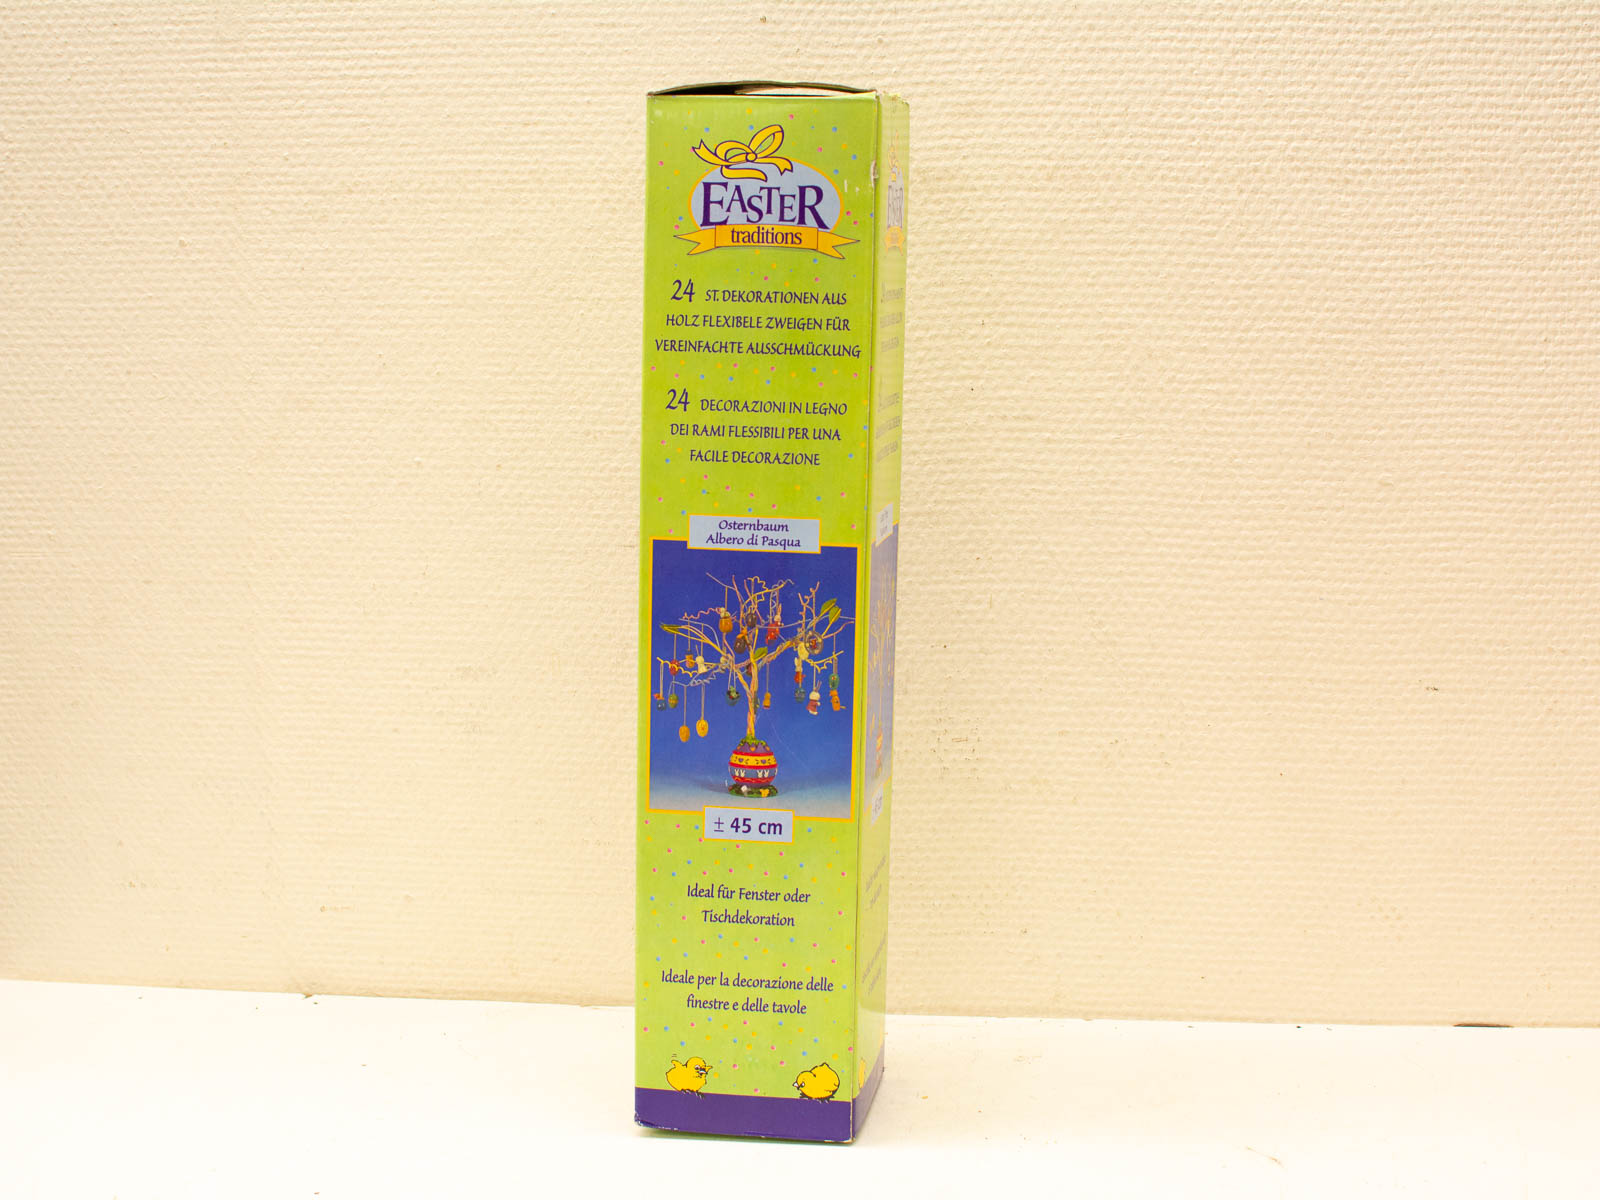 EASTER
traditions
24 ST. DEKORATIONEN AUS
HOLZ FLEXIBELE ZWEIGEN FÜR
VEREINFACHTE AUSSCHMÜCKUNG
24 DECORAZIONI IN LEGNO
DEI RAMI FLESSIBILI PER UNA
FACILE DECORAZIONE
Osternbaum
Albero di Pasqua
± 45 cm
Ideal für Fenster oder
Tischdekoration
Ideale per la decorazione delle
finestre e delle tavole
EASTER